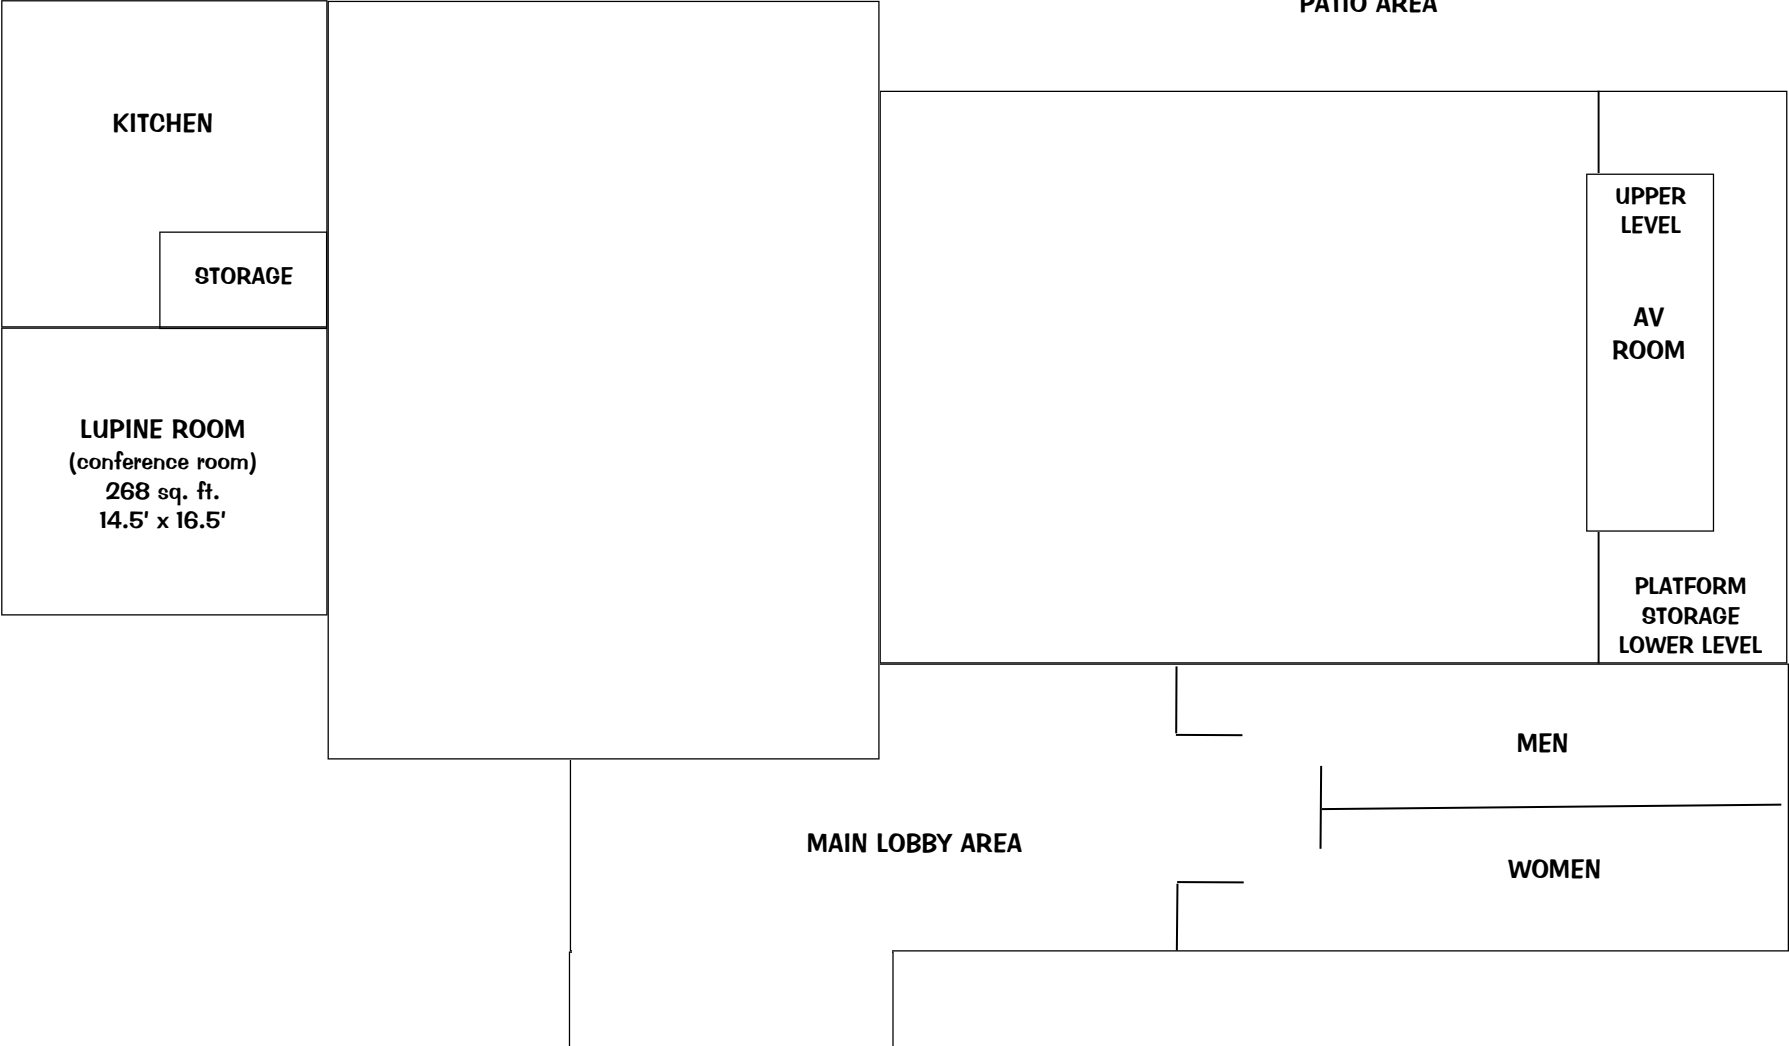 PATIO AREA
KITCHEN
STORAGE
UPPER
LEVEL
AV
ROOM
LUPINE ROOM
(conference room)
268 sq. ft.
14.5' x 16.5'
PLATFORM
STORAGE
LOWER LEVEL
MEN
MAIN LOBBY AREA
WOMEN